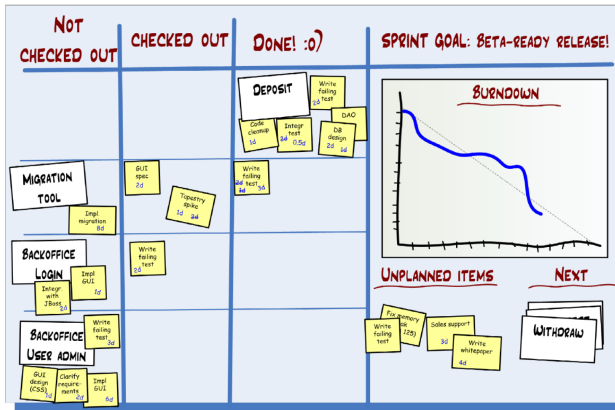 NOT
CHECKED OUT
CHECKED OUT
DONE! :o)
SPRINT GOAL: BETA-READY RELEASE!
DEPOSIT
Write
failing
test
2d
Code
cleanup
1d
Integr
test
2d 0.5d
DAO
DB
design
2d 1d
BURNDOWN
MIGRATION
TOOL
Impl
migration
8d
GUI
spec
2d
Tapestry
spike
1d 2d
Write
failing
test
2d
1d 3d
BACKOFFICE
LOGIN
Integr.
with
JBoss
2d
Impl
GUI
1d
Write
failing
test
2d
BACKOFFICE
USER ADMIN
Write
failing
test
3d
GUI
design
(CSS)
1d
Clarify
require-
ments
2d
Impl
GUI
6d
UNPLANNED ITEMS
NEXT
Fix memory
125)
Write
failing
test
Sales support
3d
Write
whitepaper
4d
WITHDRAW